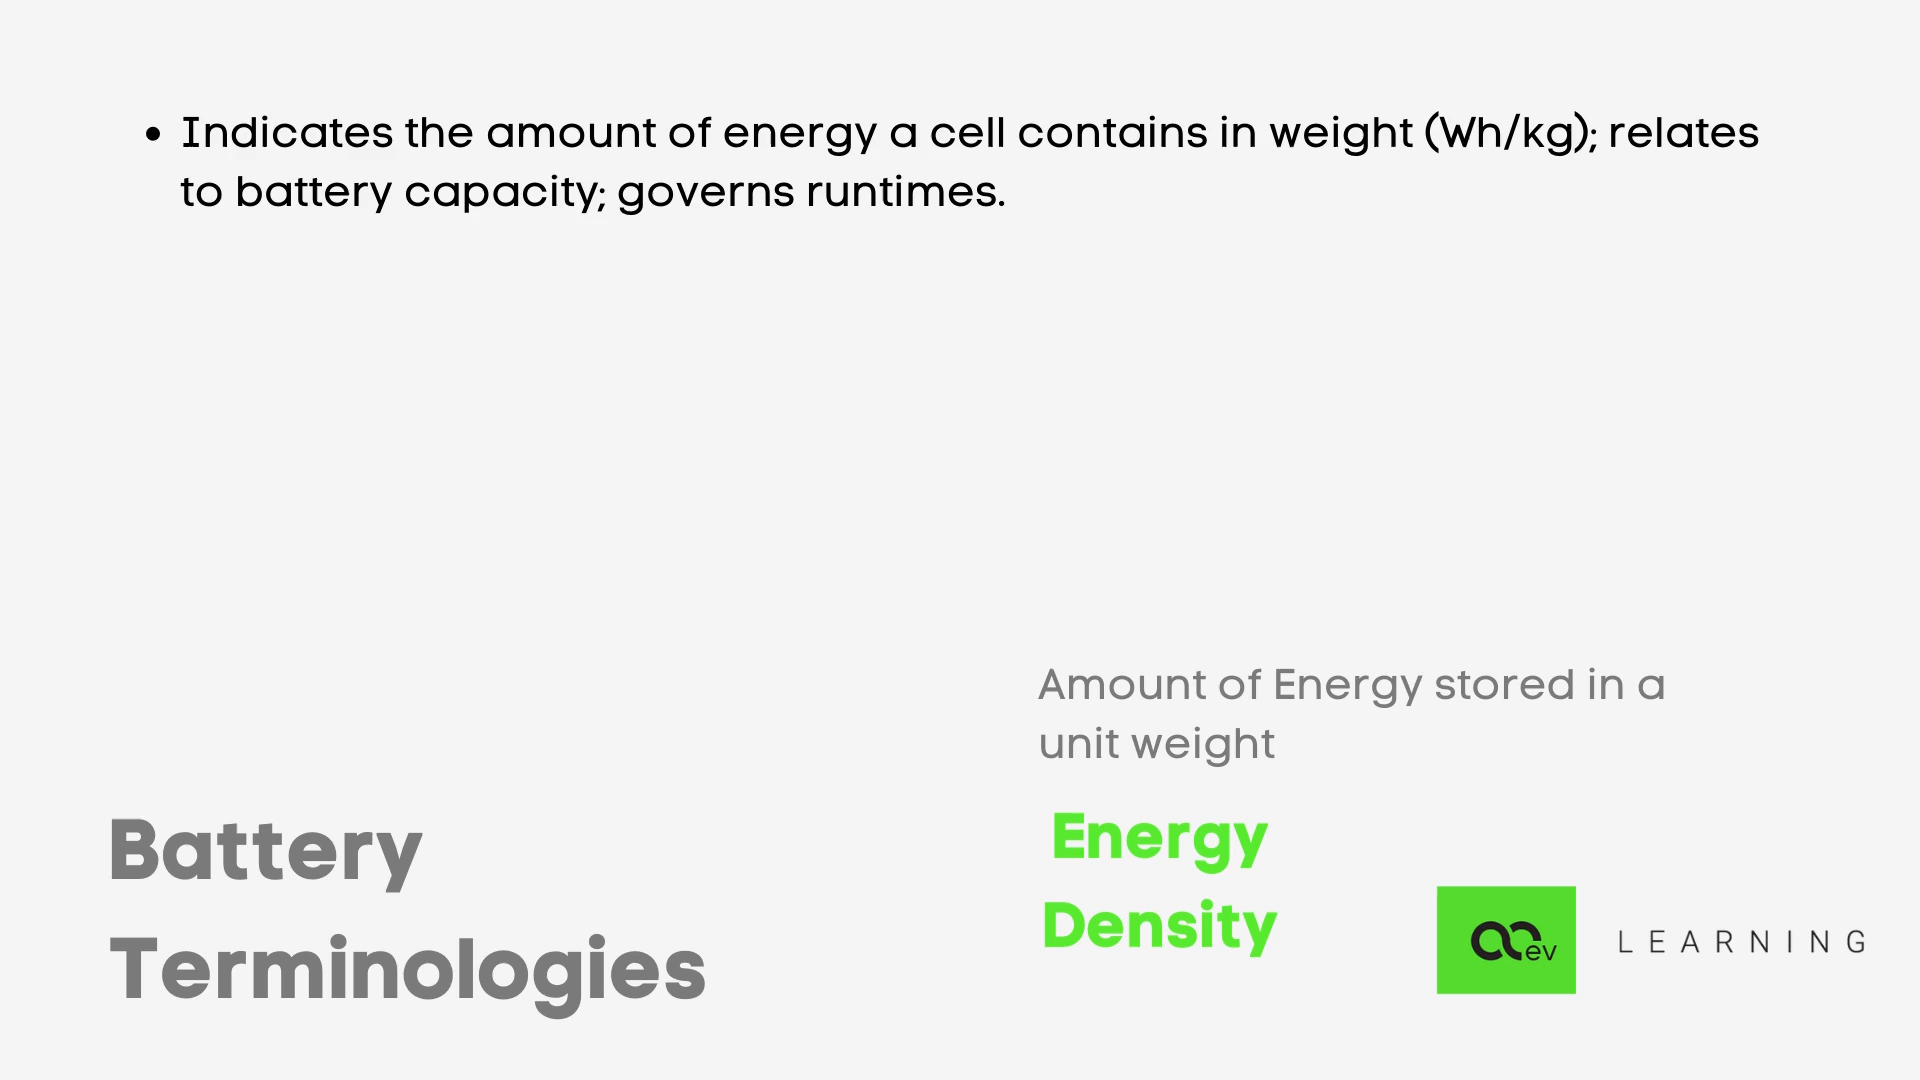 • Indicates the amount of energy a cell contains in weight (Wh/kg); relates
to battery capacity; governs runtimes.
Amount of Energy stored in a
unit weight
Battery
Terminologies
Energy
Density
ev
LEARNING